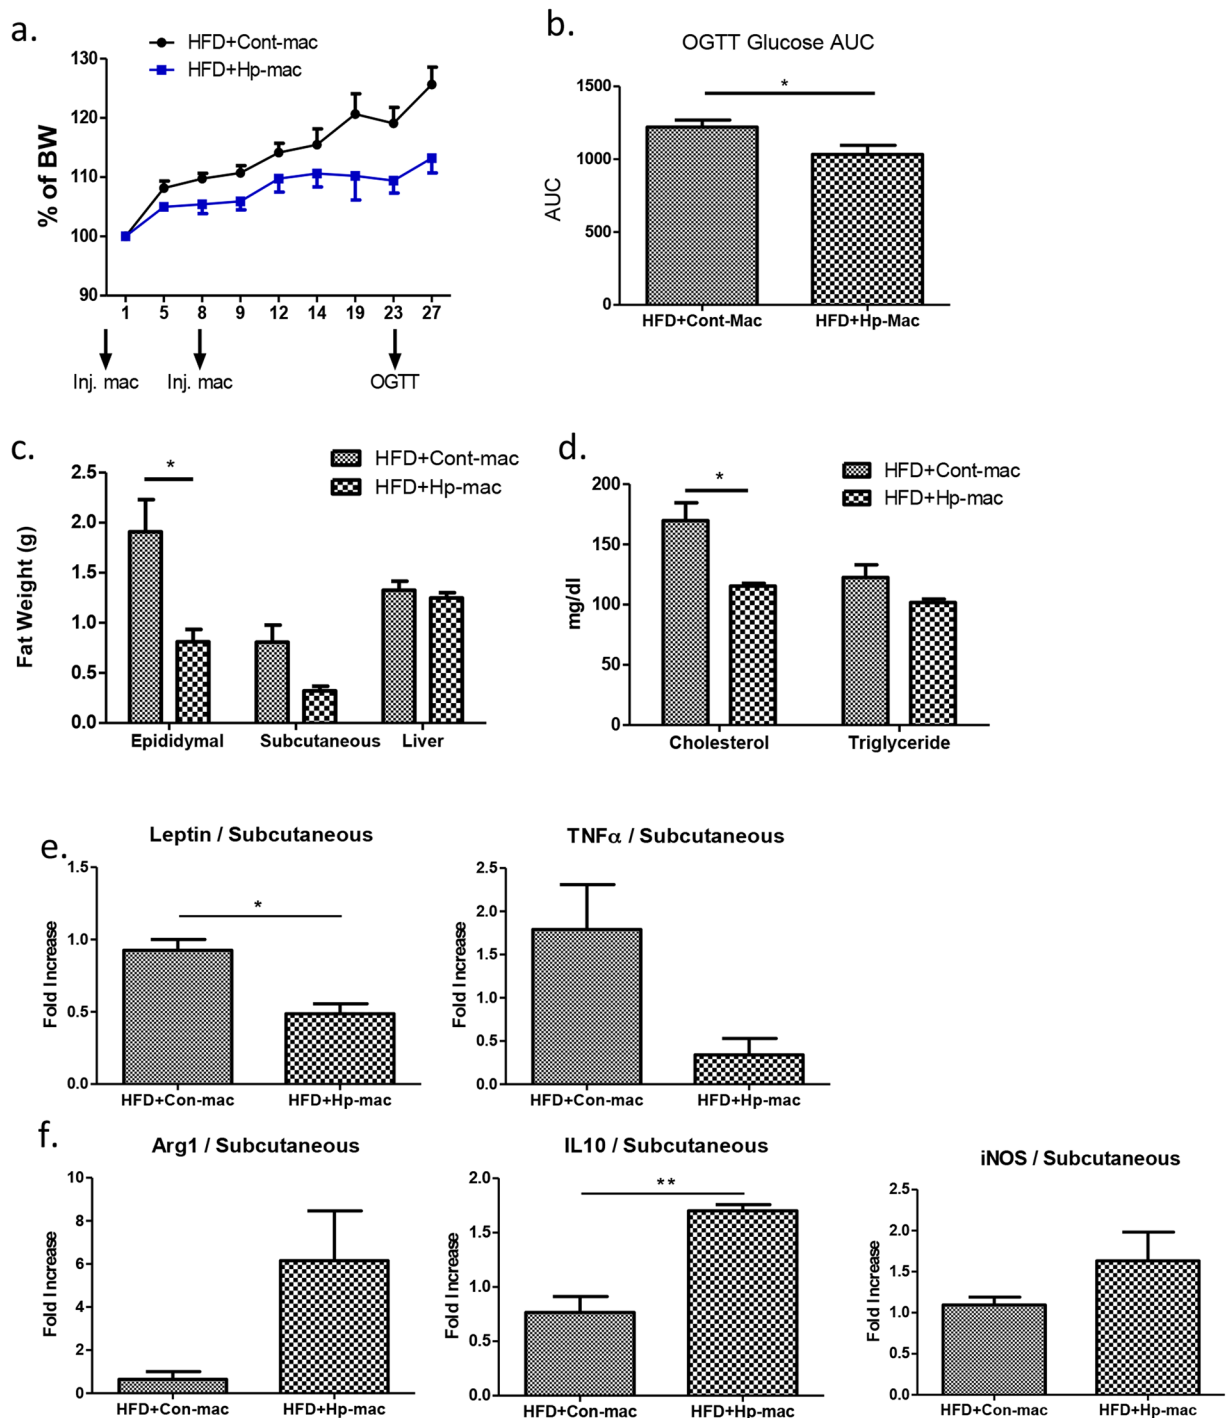 a.
HFD+Cont-mac
HFD+Hp-mac
% of BW
130
120
110
100
90
1 5 8 9 12 14 19 23 27
Inj. mac Inj. mac OGTT
b.
OGTT Glucose AUC
*
AUC
1500
1000
500
0
HFD+Cont-Mac HFD+Hp-Mac
c.
HFD+Cont-mac
HFD+Hp-mac
*
Fat Weight (g)
2.5
2.0
1.5
1.0
0.5
0.0
Epididymal Subcutaneous Liver
d.
HFD+Cont-mac
HFD+Hp-mac
*
mg/dl
200
150
100
50
0
Cholesterol Triglyceride
e.
Leptin / Subcutaneous
*
Fold Increase
1.5
1.0
0.5
0.0
HFD+Con-mac HFD+Hp-mac
TNFα / Subcutaneous
Fold Increase
2.5
2.0
1.5
1.0
0.5
0.0
HFD+Con-mac HFD+Hp-mac
f.
Arg1 / Subcutaneous
Fold Increase
10
8
6
4
2
0
HFD+Con-mac HFD+Hp-mac
IL10 / Subcutaneous
**
Fold Increase
2.0
1.5
1.0
0.5
0.0
HFD+Con-mac HFD+Hp-mac
iNOS / Subcutaneous
Fold Increase
2.5
2.0
1.5
1.0
0.5
0.0
HFD+Con-mac HFD+Hp-mac